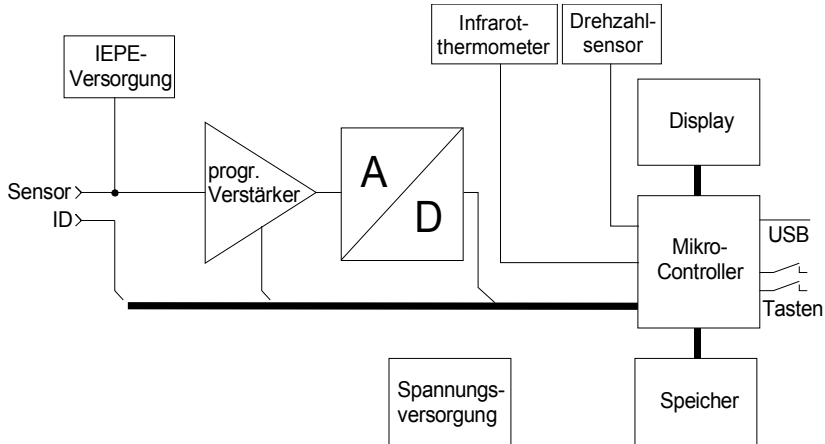 Infrarot-
thermometer
Drehzahl-
sensor
IEPE-
Versorgung
Display
progr.
Verstärker
A
D
Sensor
ID
Mikro-
Controller
USB
Tasten
Spannungs-
versorgung
Speicher